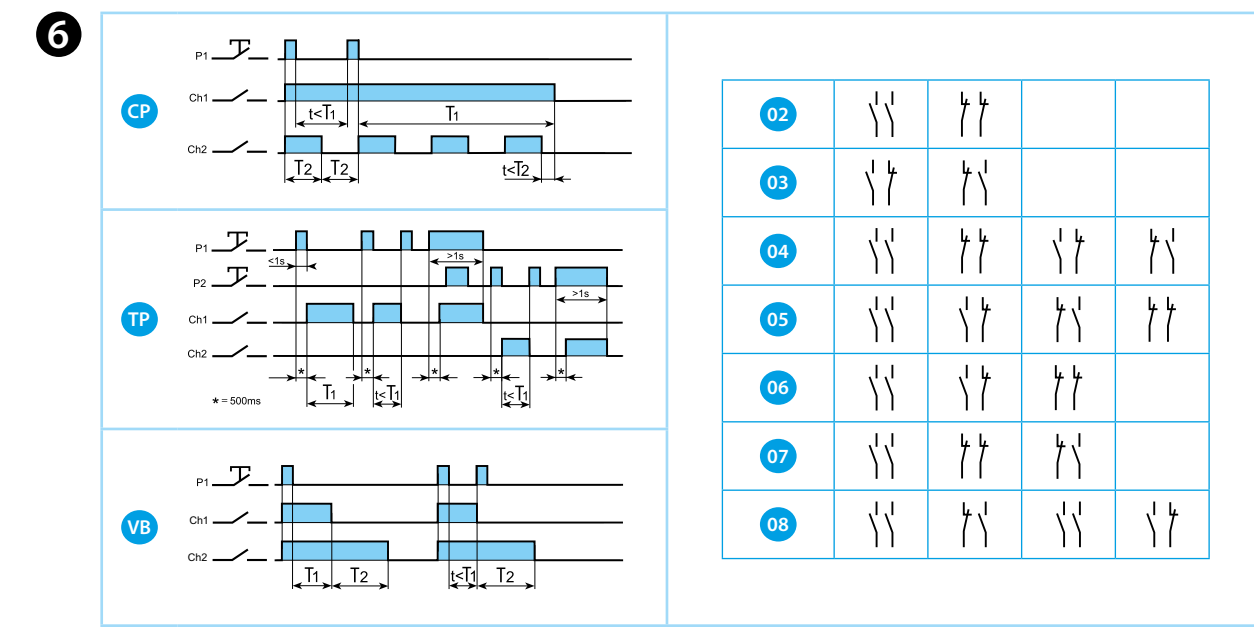 6
CP
P1
Ch1
t<T1 T1
Ch2
T2 T2 t<T2
TP
P1
<1s >1s
P2
>1s
Ch1
Ch2
* * * * *
T1 t<T1 t<T1
* = 500ms
VB
P1
Ch1
Ch2
T1 T2 t<T1 T2
02
03
04
05
06
07
08